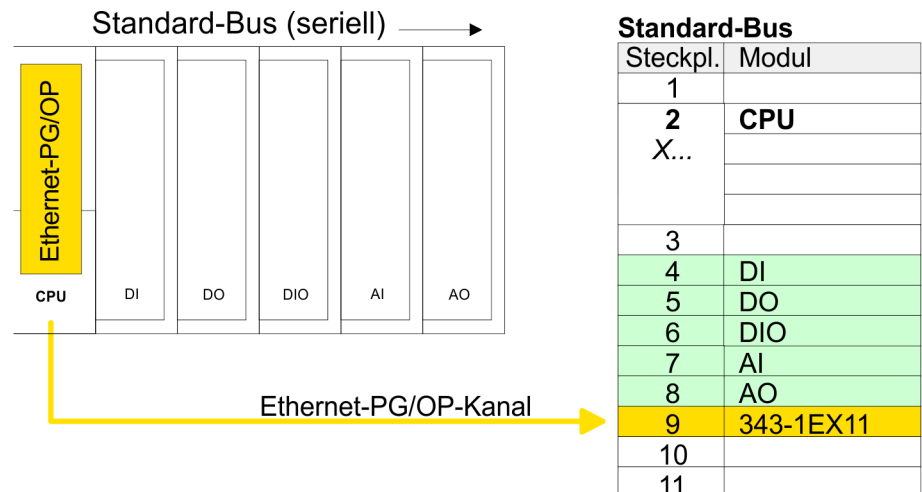 Standard-Bus (seriell)
Ethernet-PG/OP
CPU DI DO DIO AI AO
Ethernet-PG/OP-Kanal
Standard-Bus
Steckpl. Modul
1
2 CPU
X...
3
4 DI
5 DO
6 DIO
7 AI
8 AO
9 343-1EX11
10
11